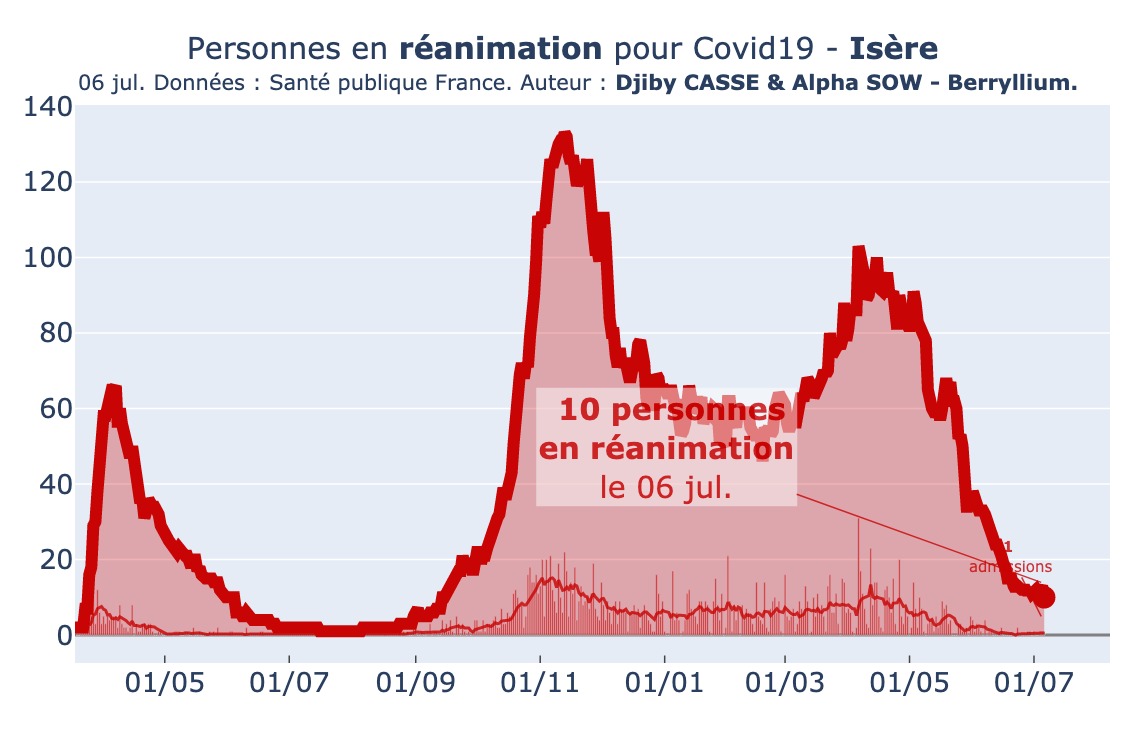 Personnes en réanimation pour Covid19 - Isère
06 jul. Données : Santé publique France. Auteur : Djiby CASSE & Alpha SOW - Berryllium.
140
120
100
80
60
40
20
0
10 personnes
en réanimation
le 06 jul.
1
admissions
01/05
01/07
01/09
01/11
01/01
01/03
01/05
01/07